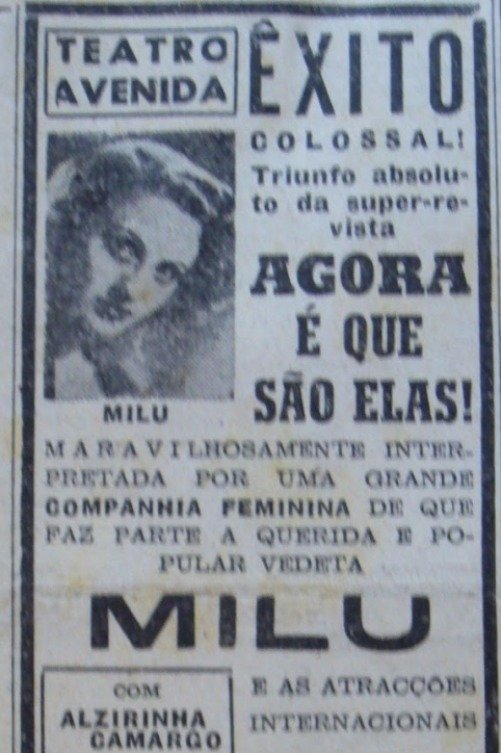 TEATRO
AVENIDA
ÊXITO
COLOSSAL!
Triunfo absolu-
to da super-re-
vista
AGORA
É QUE
SÃO ELAS!
MILU
MARAVILHOSAMENTE INTER-
PRETADA POR UMA GRANDE
COMPANHIA FEMININA DE QUE
FAZ PARTE A QUERIDA E PO-
PULAR VEDETA
MILU
COM
ALZIRINHA
CAMARGO
E AS ATRACÇÕES
INTERNACIONAIS